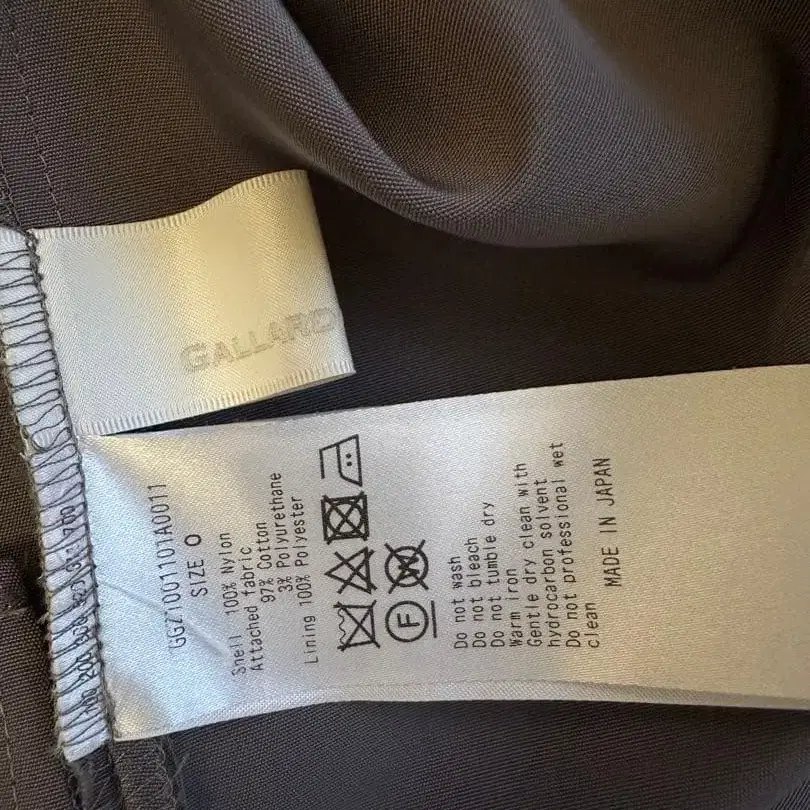 GALLARD
SIZE 0
Shell 100% Nylon
Attached fabric
97% Cotton
3% Polyurethane
Lining 100% Polyester
F
Do not wash
Do not bleach
Do not tumble dry
Warm iron
Gentle dry clean with
hydrocarbon solvent
Do not professional wet
clean
MADE IN JAPAN